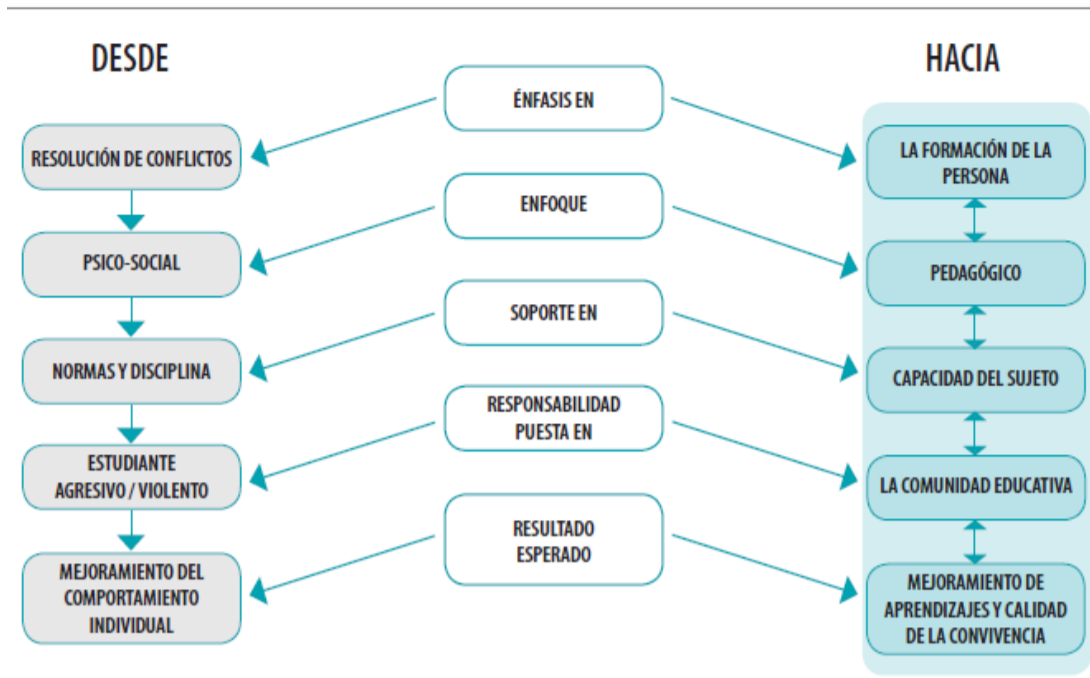 DESDE
HACIA
ÉNFASIS EN
RESOLUCIÓN DE CONFLICTOS
LA FORMACIÓN DE LA
PERSONA
ENFOQUE
PSICO-SOCIAL
PEDAGÓGICO
SOPORTE EN
NORMAS Y DISCIPLINA
CAPACIDAD DEL SUJETO
RESPONSABILIDAD
PUESTA EN
ESTUDIANTE
AGRESIVO / VIOLENTO
LA COMUNIDAD EDUCATIVA
RESULTADO
ESPERADO
MEJORAMIENTO DEL
COMPORTAMIENTO
INDIVIDUAL
MEJORAMIENTO DE
APRENDIZAJES Y CALIDAD
DE LA CONVIVENCIA